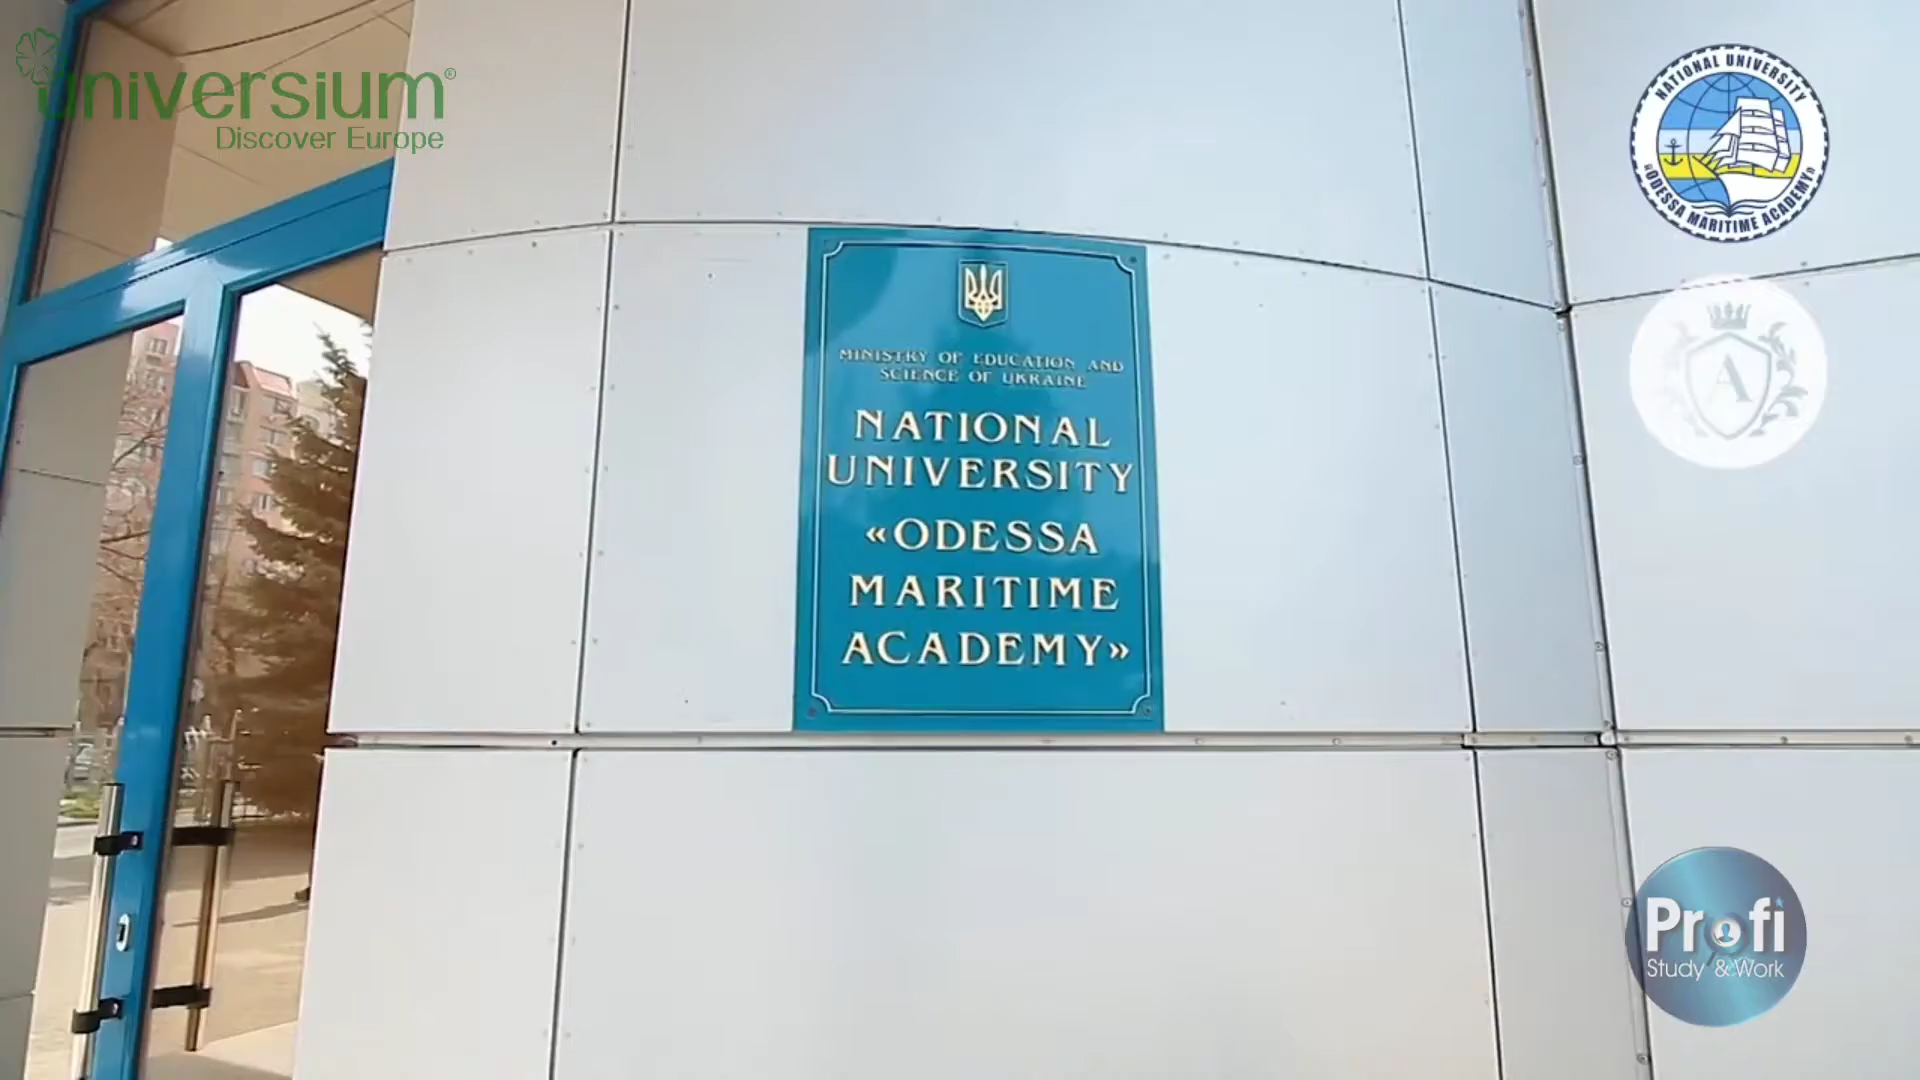 universium®
Discover Europe
NATIONAL UNIVERSITY
«ODESSA MARITIME ACADEMY»
MINISTRY OF EDUCATION AND
SCIENCE OF UKRAINE
NATIONAL
UNIVERSITY
«ODESSA
MARITIME
ACADEMY»
A
Profi
Study & Work